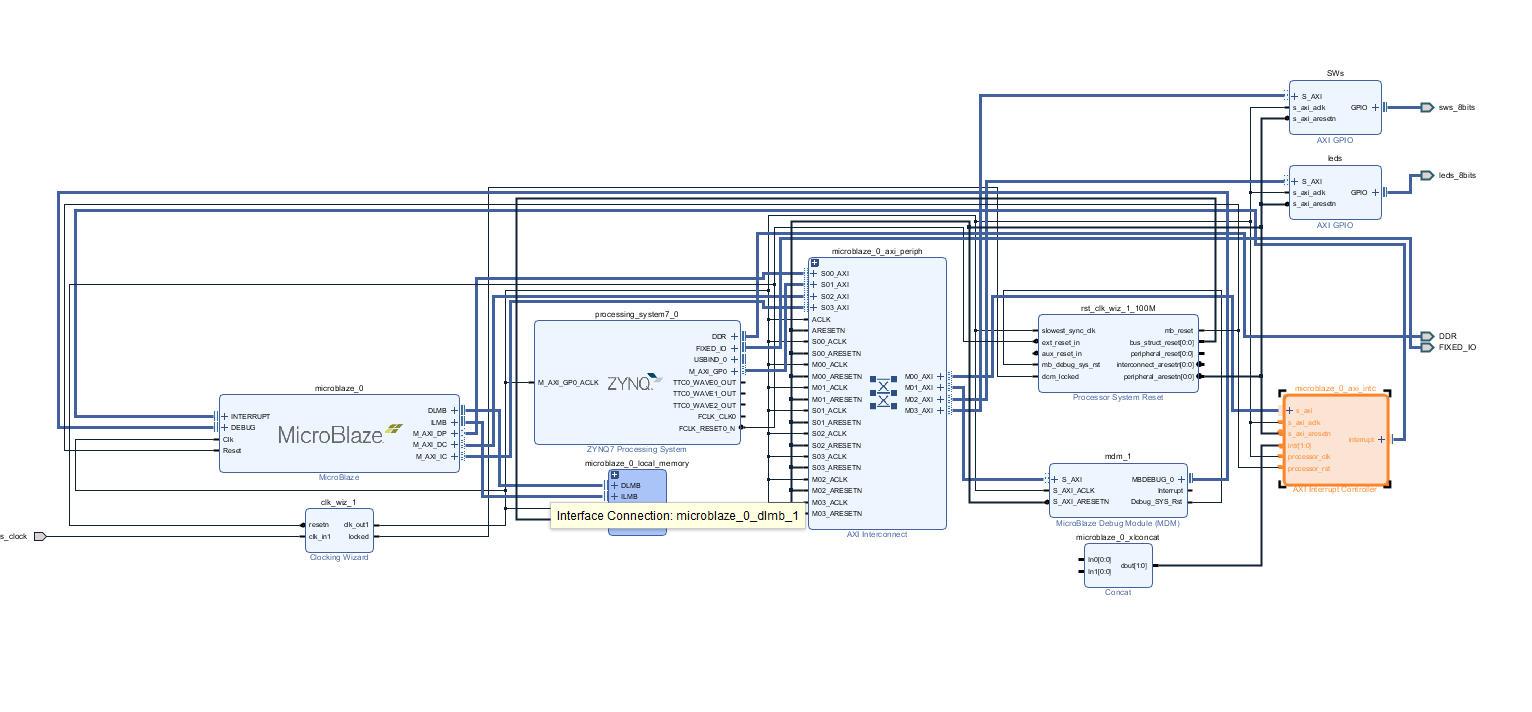 SWs
S_AXI
s_axi_aclk
s_axi_aresetn
GPIO
AXI GPIO
sws_8bits
leds
S_AXI
s_axi_aclk
s_axi_aresetn
GPIO
AXI GPIO
leds_8bits
microblaze_0_axi_periph
S00_AXI
S01_AXI
S02_AXI
S03_AXI
ACLK
ARESETN
S00_ACLK
S00_ARESETN
M00_ACLK
M00_ARESETN
M01_ACLK
M01_ARESETN
S01_ACLK
S01_ARESETN
S02_ACLK
S02_ARESETN
S03_ACLK
S03_ARESETN
M02_ACLK
M02_ARESETN
M03_ACLK
M03_ARESETN
M00_AXI
M01_AXI
M02_AXI
M03_AXI
AXI Interconnect
processing_system7_0
M_AXI_GP0_ACLK
ZYNQ
DDR
FIXED_IO
USBIND_0
M_AXI_GP0
TTC0_WAVE0_OUT
TTC0_WAVE1_OUT
TTC0_WAVE2_OUT
FCLK_CLK0
FCLK_RESET0_N
ZYNQ7 Processing System
rst_clk_wiz_1_100M
slowest_sync_clk
ext_reset_in
aux_reset_in
mb_debug_sys_rst
dcm_locked
mb_reset
bus_struct_reset[0:0]
peripheral_reset[0:0]
interconnect_aresetn[0:0]
peripheral_aresetn[0:0]
Processor System Reset
DDR
FIXED_IO
microblaze_0
INTERRUPT
DEBUG
Clk
Reset
MicroBlaze
DLMB
ILMB
M_AXI_DP
M_AXI_DC
M_AXI_IC
MicroBlaze
microblaze_0_axi_intc
s_axi
s_axi_aclk
s_axi_aresetn
intr[1:0]
processor_clk
processor_rst
interrupt
AXI Interrupt Controller
microblaze_0_local_memory
DLMB
ILMB
Interface Connection: microblaze_0_dlmb_1
mdm_1
S_AXI
S_AXI_ACLK
S_AXI_ARESETN
MBDEBUG_0
Interrupt
Debug_SYS_Rst
MicroBlaze Debug Module (MDM)
clk_wiz_1
resetn
clk_in1
clk_out1
locked
Clocking Wizard
s_clock
microblaze_0_xlconcat
In0[0:0]
In1[0:0]
dout[1:0]
Concat